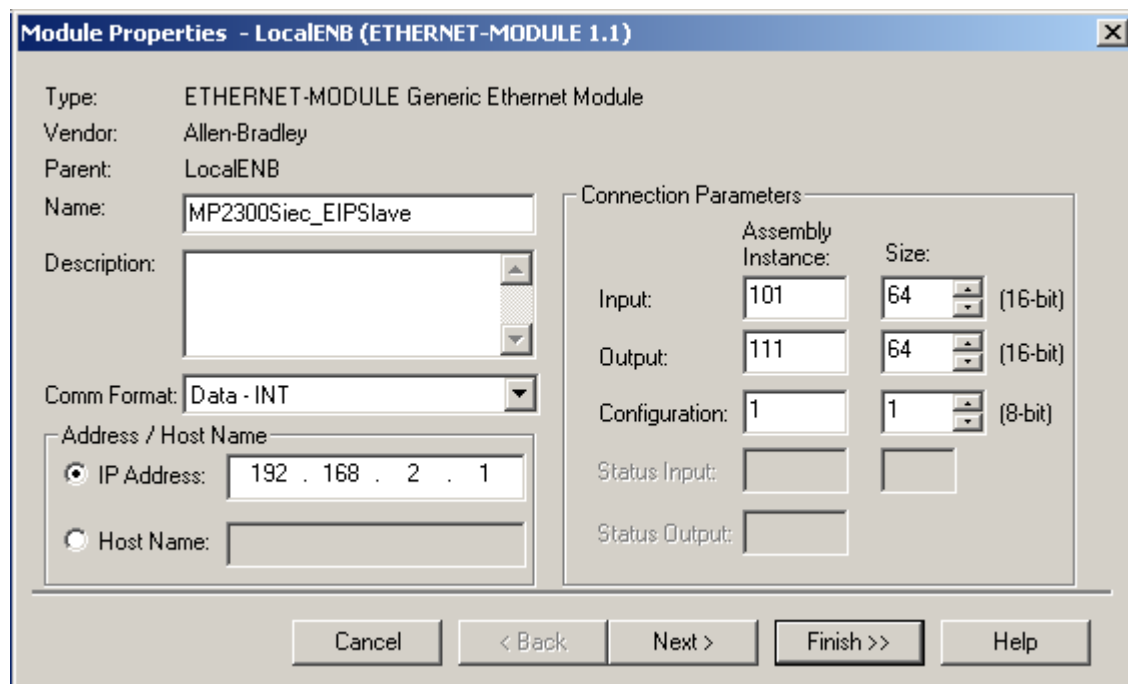 Module Properties - LocalENB (ETHERNET-MODULE 1.1)
Type: ETHERNET-MODULE Generic Ethernet Module
Vendor: Allen-Bradley
Parent: LocalENB
Name: MP2300Siec_EIPSlave
Description:
Comm Format: Data - INT
Address / Host Name
IP Address: 192 . 168 . 2 . 1
Host Name:
Connection Parameters
Assembly Instance: Size:
Input: 101 64 (16-bit)
Output: 111 64 (16-bit)
Configuration: 1 1 (8-bit)
Status Input:
Status Output:
Cancel < Back Next > Finish >> Help